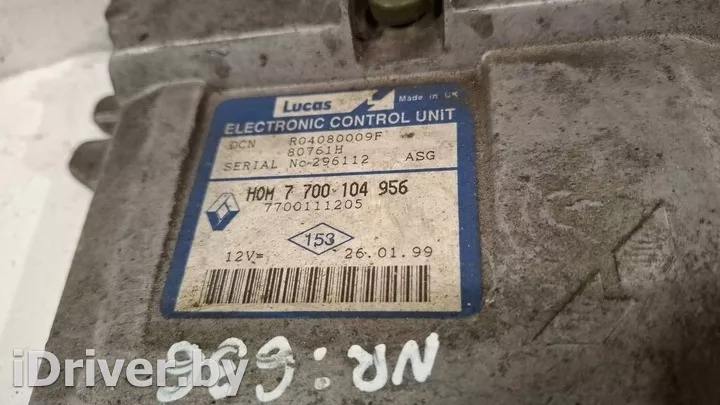 Lucas Made in UK
ELECTRONIC CONTROL UNIT
DCN R04080009F
80761H
SERIAL No-296112 ASG
HOM 7 700 104 956
7700111205
153
12V= 26.01.99
NR: 686
iDriver.by